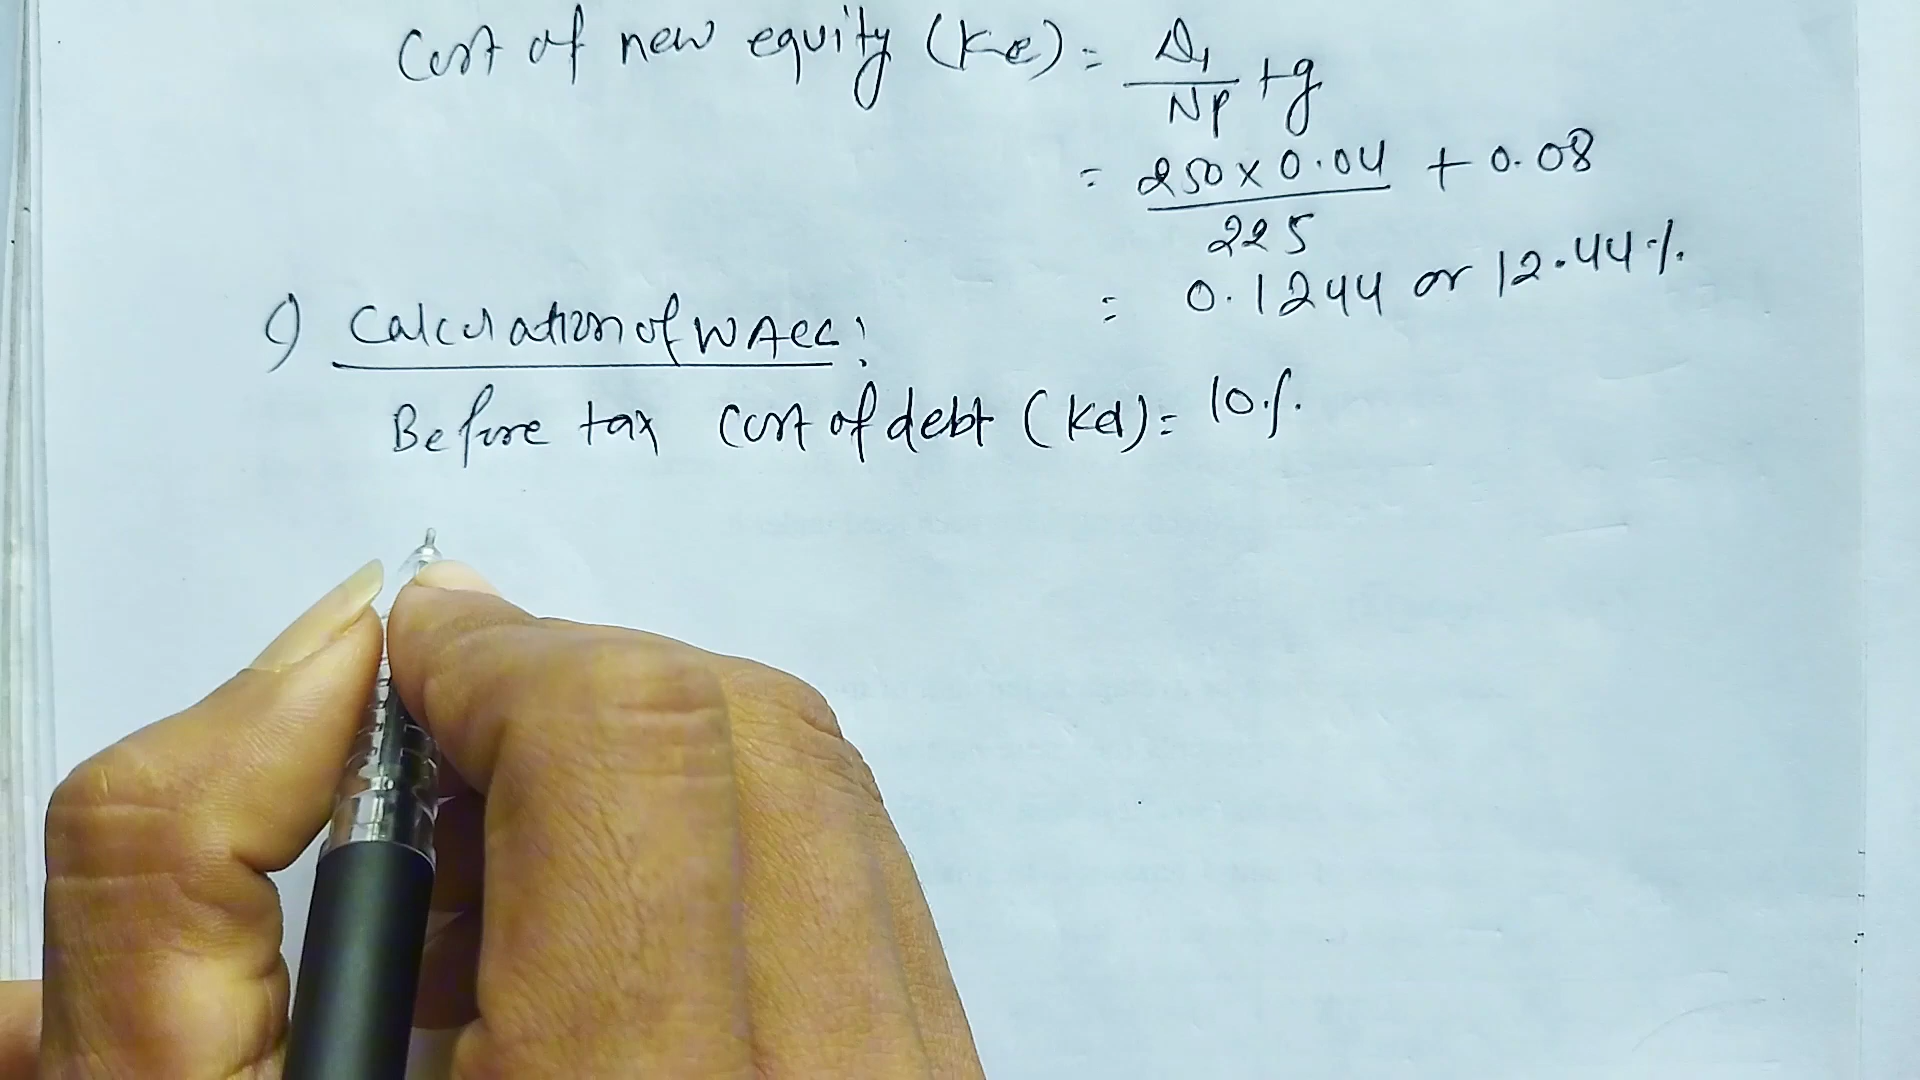 Cost of new equity (Ke) = D1/NP + g
= 250 x 0.04/225 + 0.08
= 0.1244 or 12.44%
c) Calculation of WACC:
Before tax cost of debt (Kd) = 10%